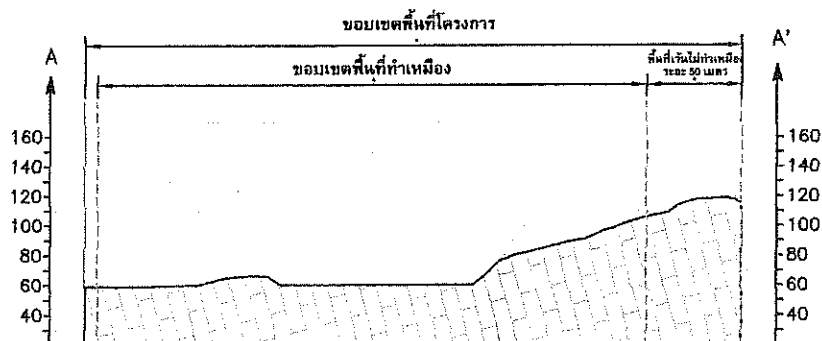 ขอบเขตพื้นที่โครงการ
A
A'
ขอบเขตพื้นที่ทำเหมือง
พื้นที่เว้นไม่ทำเหมือง
ระยะ 50 เมตร
160
160
140
140
120
120
100
100
80
80
60
60
40
40